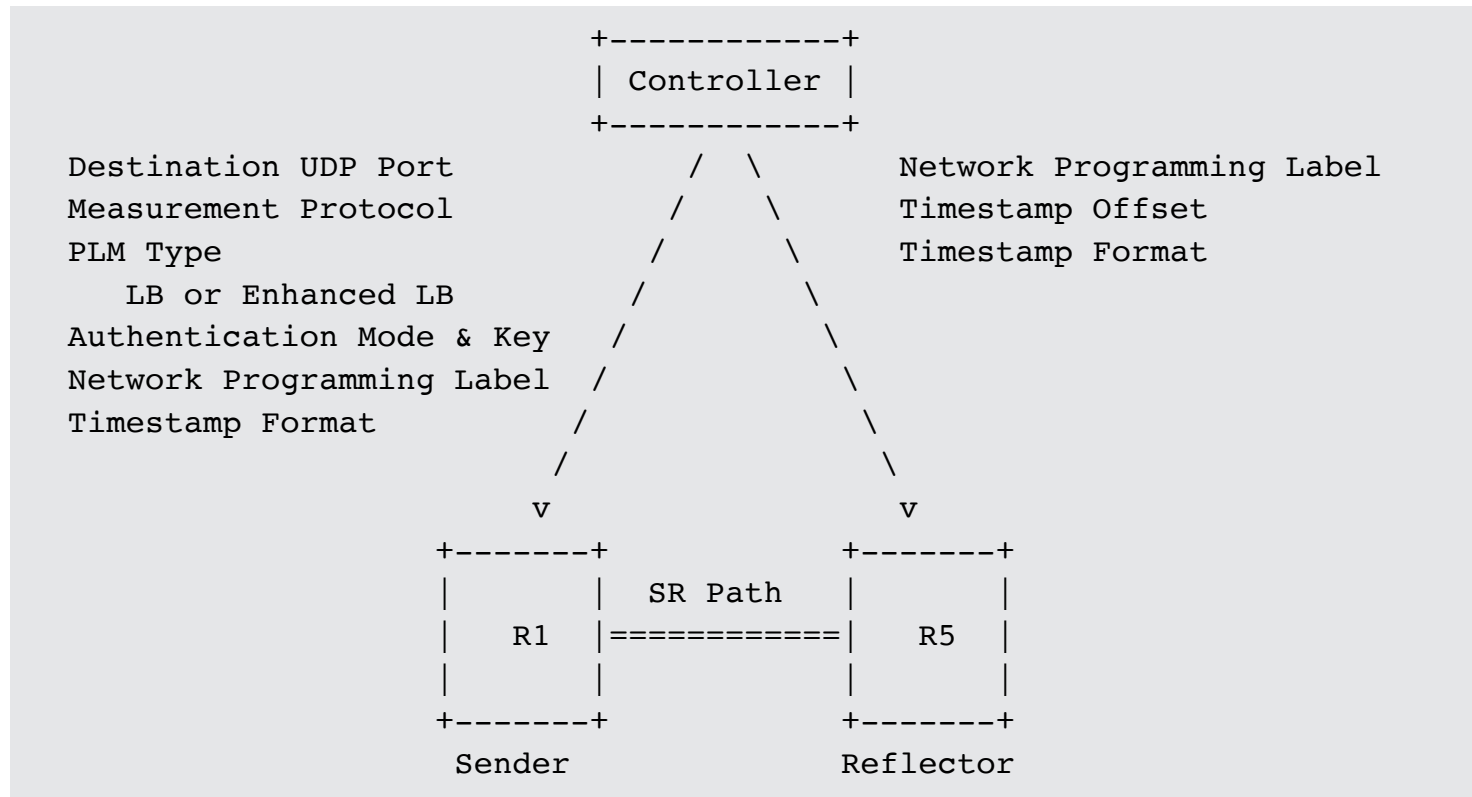 Controller
Destination UDP Port
Network Programming Label
Measurement Protocol
Timestamp Offset
PLM Type
Timestamp Format
LB or Enhanced LB
Authentication Mode & Key
Network Programming Label
Timestamp Format
v v
SR Path
R1 R5
Sender Reflector